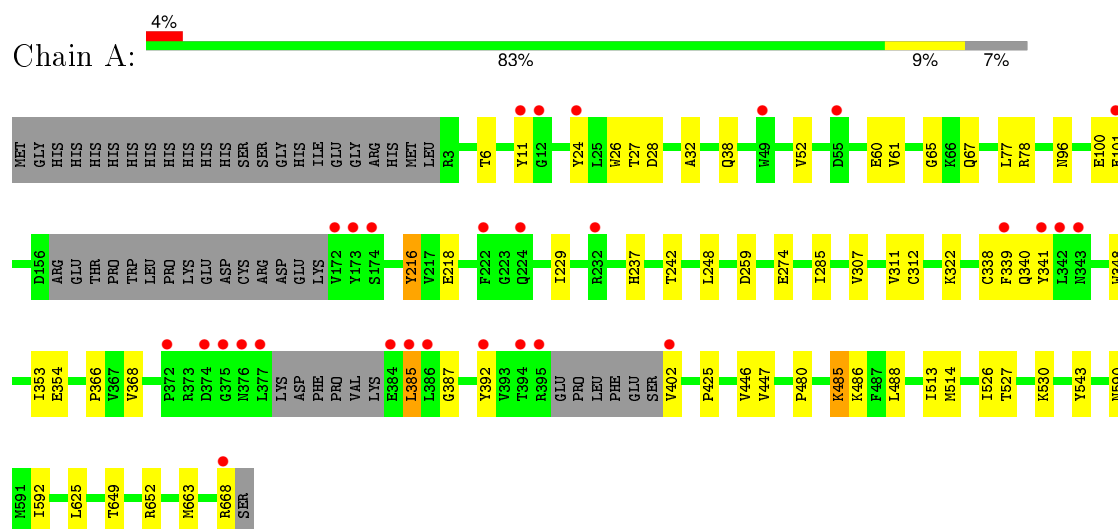 4%
Chain A:
83% 9% 7%
MET GLY HIS HIS HIS HIS HIS HIS HIS HIS HIS HIS SER SER GLY HIS ILE GLU GLY ARG HIS MET LEU R3 T6 Y11 G12 Y24 L25 W26 T27 D28 A32 Q38 W49 V52 D55 E60 V61 G65 K66 Q67 L77 R78 N96 E100
D156 ARG GLU THR PRO TRP LEU PRO LYS GLU ASP CYS ARG ASP GLU LYS V172 Y173 S174 Y216 V217 E218 F222 G223 Q224 I229 R232 H237 T242 L248 D259 E274 I285 V307 V311 C312 K322 C338 F339 Q340 Y341 L342 N343 W348
I353 E354 P366 V367 V368 P372 R373 D374 G375 N376 L377 LYS ASP PHE PRO VAL LYS E384 L385 L386 G387 Y392 V393 T394 R395 GLU PRO LEU PHE GLU SER V402 P425 V446 V447 P480 K485 K486 F487 L488 I513 M514 I526 T527 K530 Y543 N590
M591 I592 L625 T649 R652 M663 R668 SER